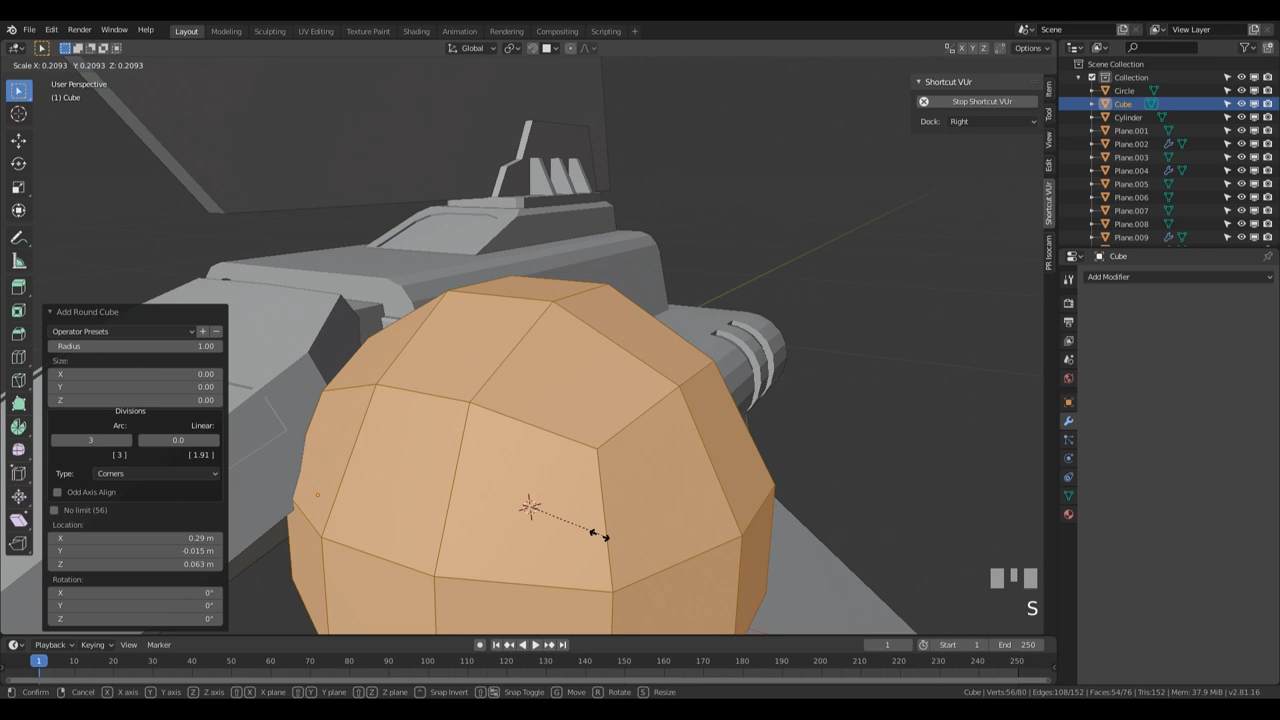 File Edit Render Window Help Layout Modeling Sculpting UV Editing Texture Paint Shading Animation Rendering Compositing Scripting + Scene View Layer
Global X Y Z Options
Scale X: 0.2093 Y: 0.2093 Z: 0.2093
User Perspective
(1) Cube
Shortcut VUr
Stop Shortcut VUr
Dock: Right
Item
Tool
View
Edit
Shortcut VUr
PR Isocam
Scene Collection
Collection
Circle
Cube
Cylinder
Plane.001
Plane.002
Plane.003
Plane.004
Plane.005
Plane.006
Plane.007
Plane.008
Plane.009
Cube
Add Modifier
Add Round Cube
Operator Presets + −
Radius 1.00
Size:
X 0.00
Y 0.00
Z 0.00
Divisions
Arc: Linear:
3 0.0
[ 3 ] [ 1.91 ]
Type: Corners
Odd Axis Align
No limit (56)
Location:
X 0.29 m
Y -0.015 m
Z 0.063 m
Rotation:
X 0°
Y 0°
Z 0°
S
Playback Keying View Marker 1 Start 1 End 250
1 10 20 30 40 50 60 70 80 90 100 110 120 130 140 150 160 170 180 190 200 210 220 230 240 250
Confirm Cancel X X axis Y Y axis Z Z axis X X plane Y Y plane Z Z plane Snap Invert Snap Toggle G Move R Rotate S Resize Cube | Verts:56/80 | Edges:108/152 | Faces:54/76 | Tris:152 | Mem: 37.9 MiB | v2.81.16